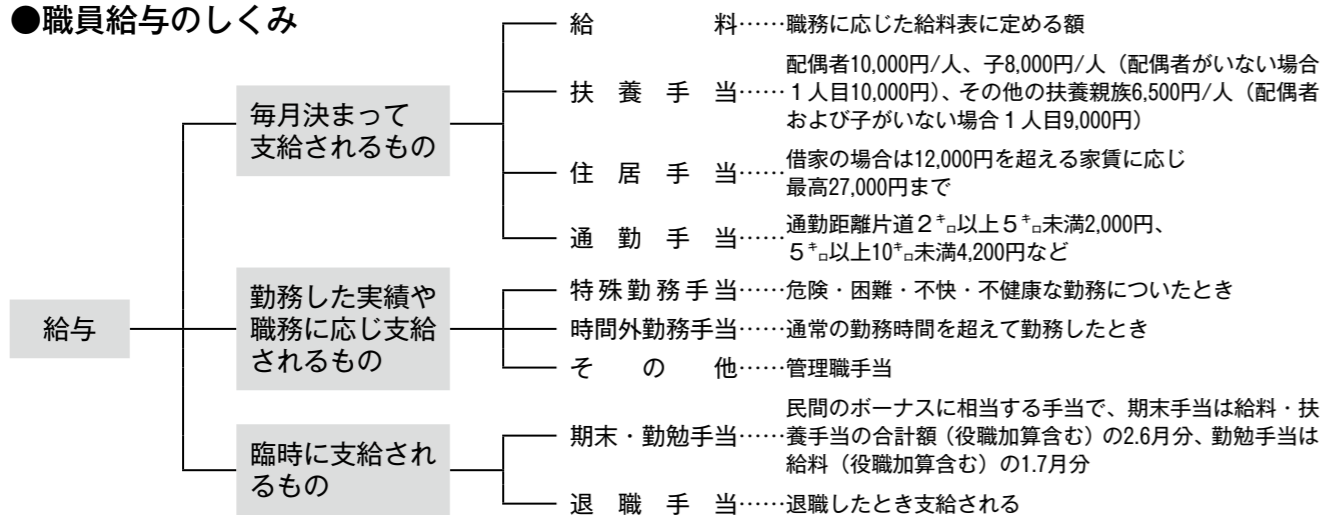 ●職員給与のしくみ
給与
毎月決まって
支給されるもの
給料……職務に応じた給料表に定める額
扶養手当……配偶者10,000円/人、子8,000円/人（配偶者がいない場合
１人目10,000円）、その他の扶養親族6,500円/人（配偶者
および子がいない場合１人目9,000円）
住居手当……借家の場合は12,000円を超える家賃に応じ
最高27,000円まで
通勤手当……通勤距離片道２㌔以上５㌔未満2,000円、
５㌔以上10㌔未満4,200円など
勤務した実績や
職務に応じ支給
されるもの
特殊勤務手当……危険・困難・不快・不健康な勤務についたとき
時間外勤務手当……通常の勤務時間を超えて勤務したとき
その他……管理職手当
臨時に支給され
るもの
期末・勤勉手当……民間のボーナスに相当する手当で、期末手当は給料・扶
養手当の合計額（役職加算含む）の2.6月分、勤勉手当は
給料（役職加算含む）の1.7月分
退職手当……退職したとき支給される